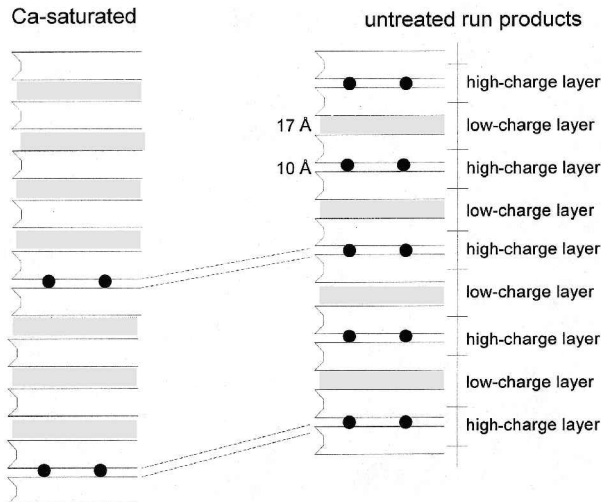 Ca-saturated
untreated run products
high-charge layer
17 Å
low-charge layer
10 Å
high-charge layer
low-charge layer
high-charge layer
low-charge layer
high-charge layer
low-charge layer
high-charge layer